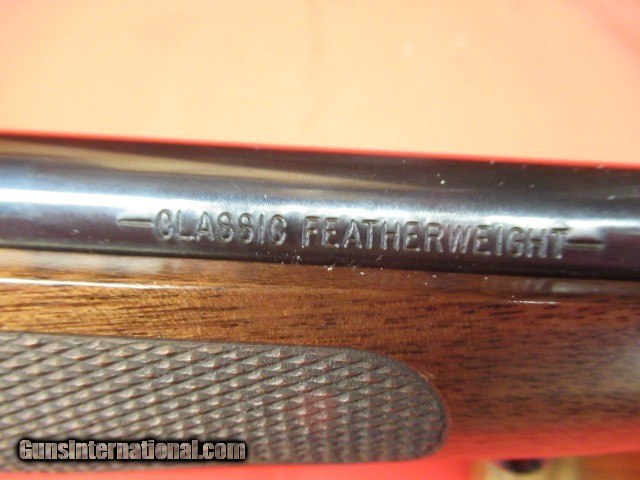 -CLASSIC FEATHERWEIGHT-
GunsInternational.com